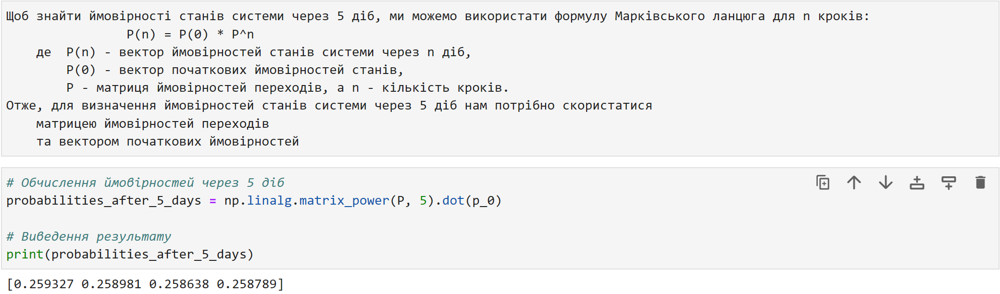 Щоб знайти ймовірності станів системи через 5 діб, ми можемо використати формулу Марківського ланцюга для n кроків:
P(n) = P(0) * P^n
де  P(n) - вектор ймовірностей станів системи через n діб,
P(0) - вектор початкових ймовірностей станів,
P - матриця ймовірностей переходів, а n - кількість кроків.
Отже, для визначення ймовірностей станів системи через 5 діб нам потрібно скористатися
матрицею ймовірностей переходів
та вектором початкових ймовірностей
# Обчислення ймовірностей через 5 діб
probabilities_after_5_days = np.linalg.matrix_power(P, 5).dot(p_0)
# Виведення результату
print(probabilities_after_5_days)
[0.259327 0.258981 0.258638 0.258789]